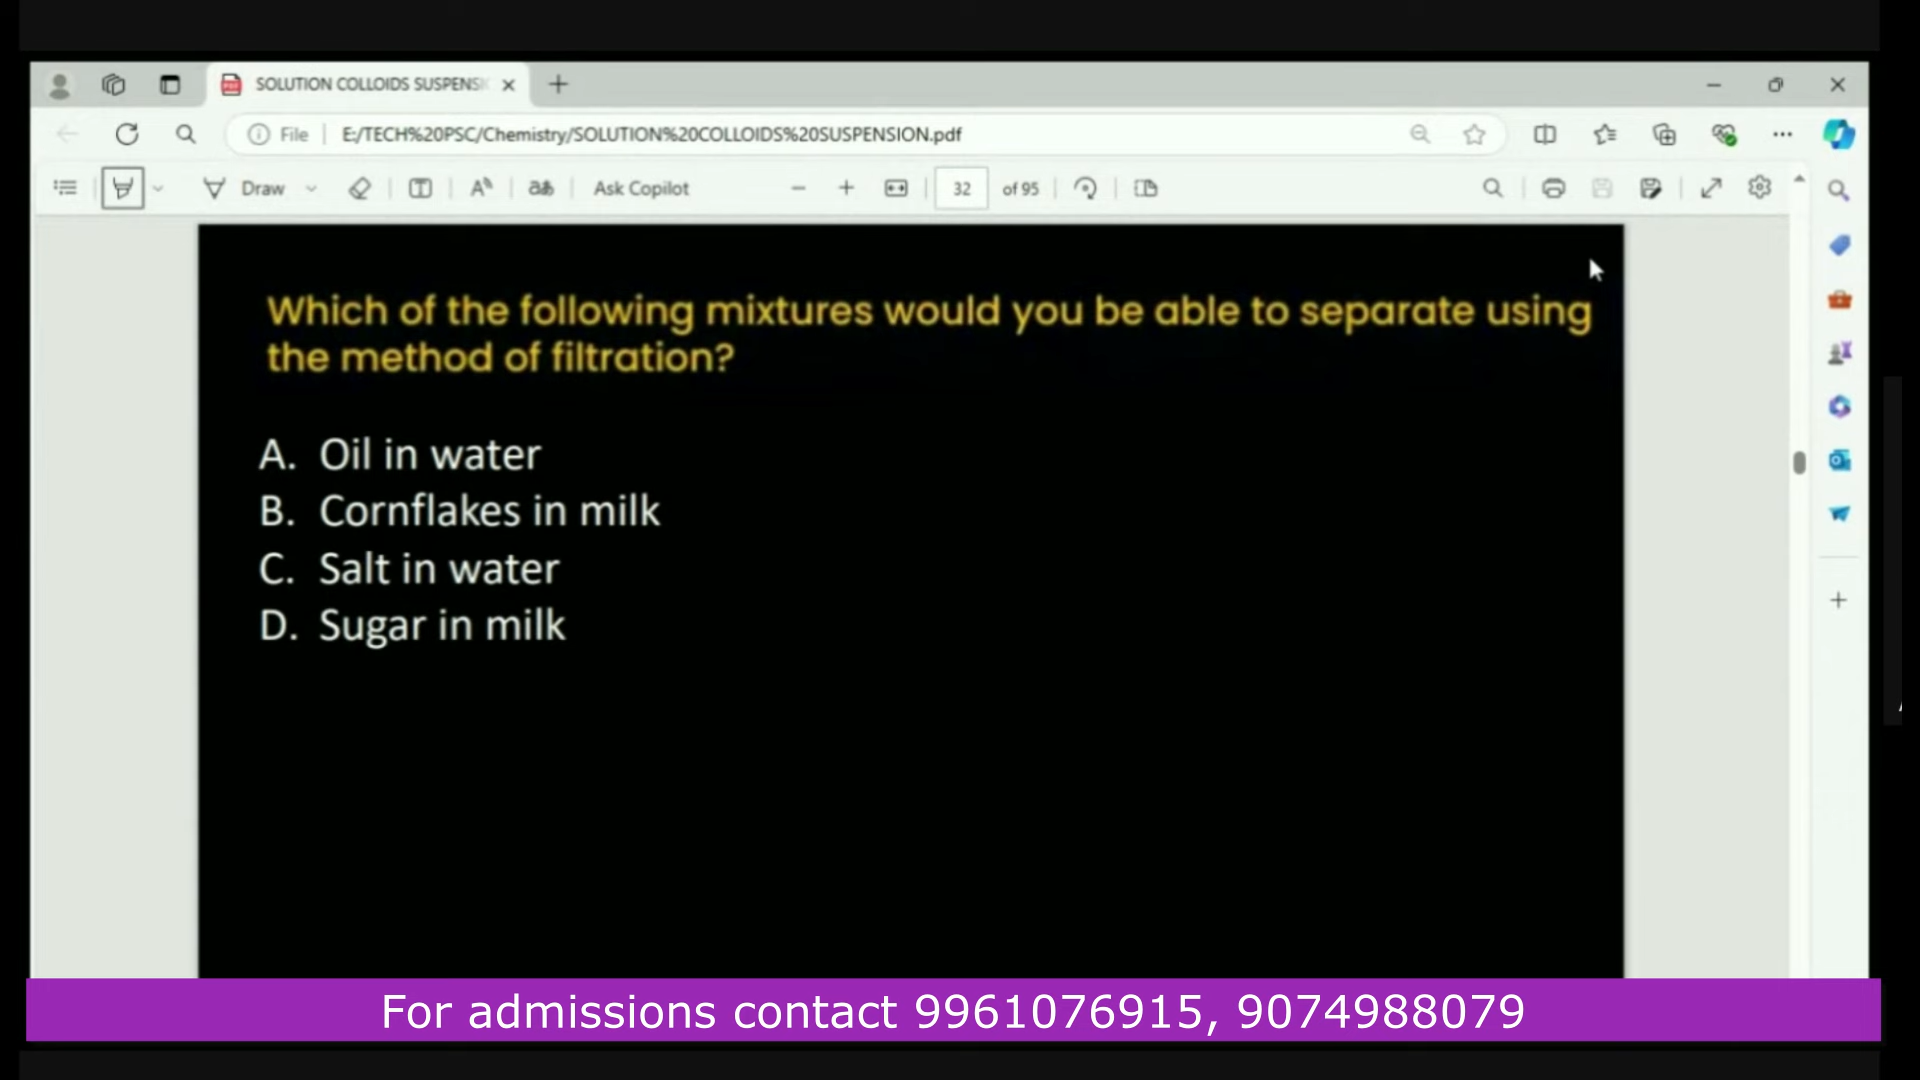 SOLUTION COLLOIDS SUSPENSI
File
E:/TECH%20PSC/Chemistry/SOLUTION%20COLLOIDS%20SUSPENSION.pdf
Draw
Ask Copilot
32 of 95
Which of the following mixtures would you be able to separate using
the method of filtration?
A. Oil in water
B. Cornflakes in milk
C. Salt in water
D. Sugar in milk
For admissions contact 9961076915, 9074988079